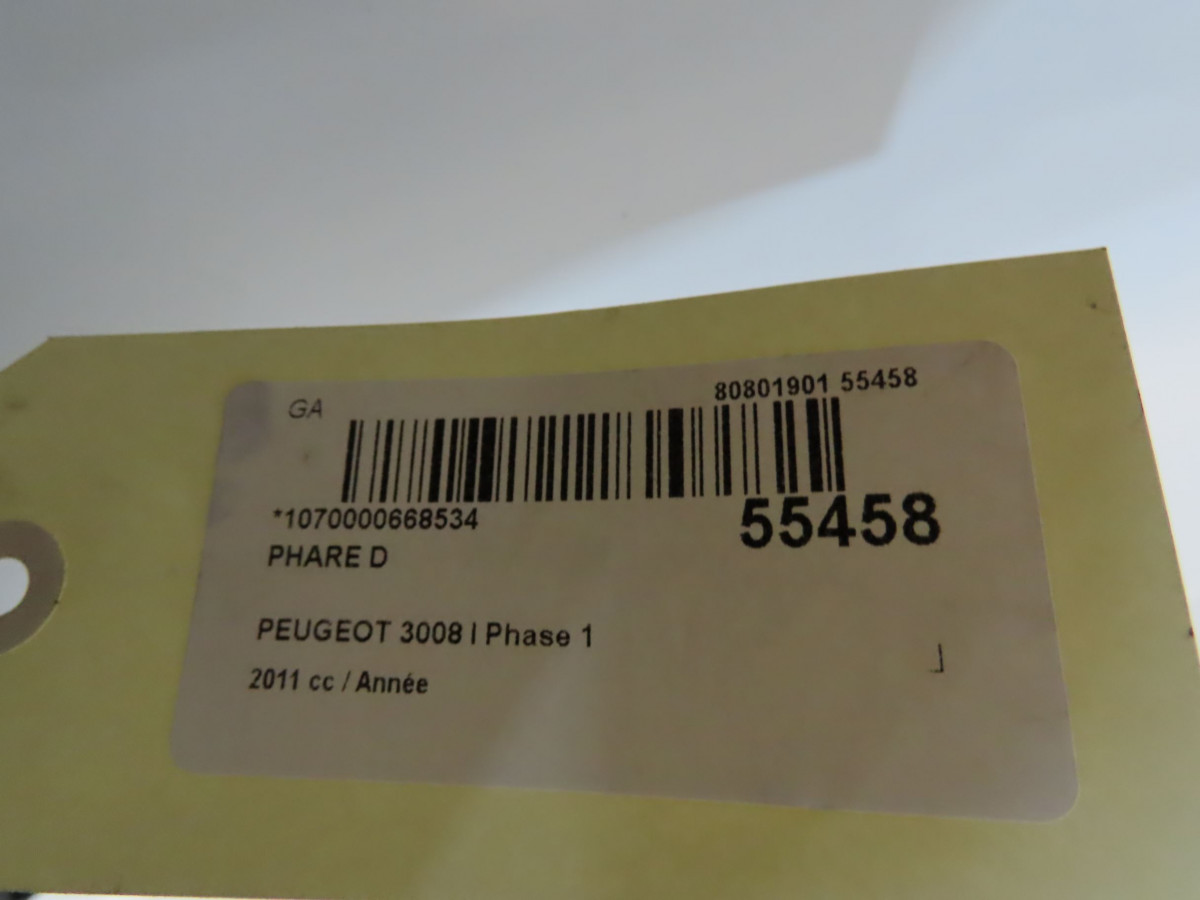 GA
80801901 55458
*1070000668534
55458
PHARE D
PEUGEOT 3008 I Phase 1
2011 cc / Année